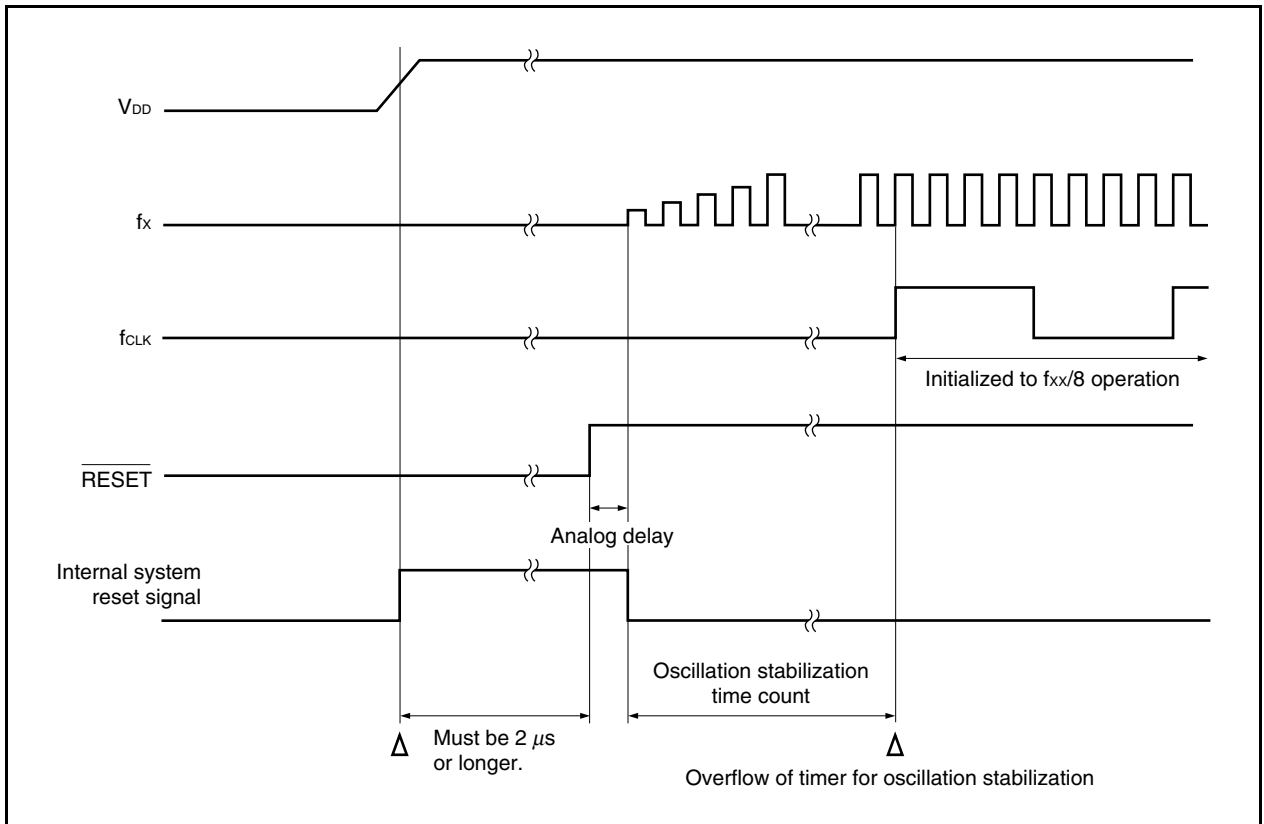 VDD
fX
fCLK
Initialized to fXX/8 operation
RESET
Analog delay
Internal system
reset signal
Oscillation stabilization
time count
Must be 2 μs
or longer.
Overflow of timer for oscillation stabilization